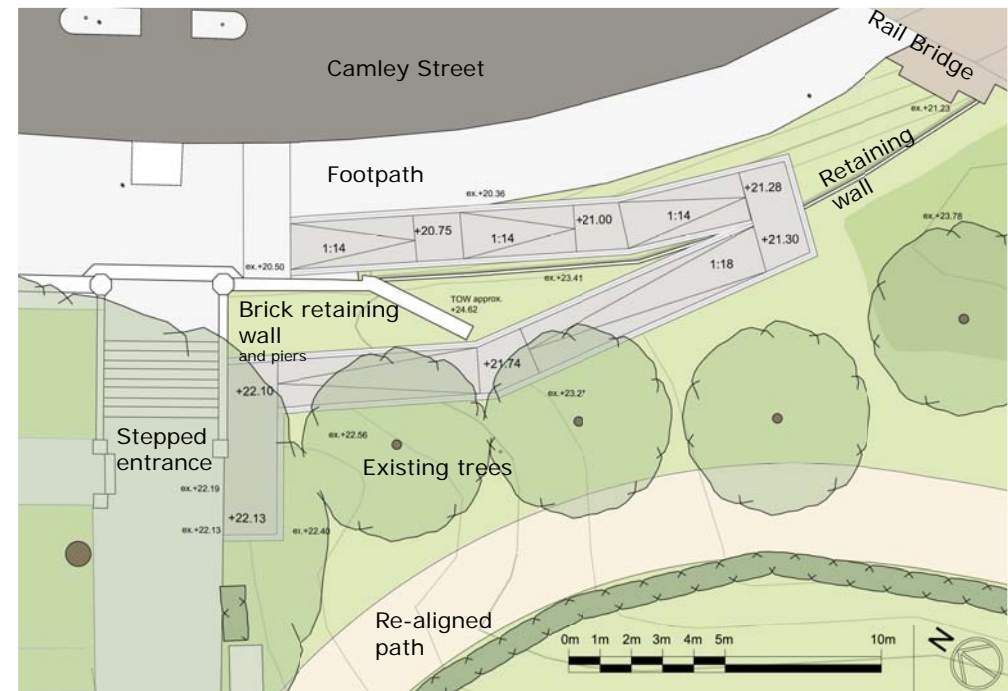 Camley Street
Rail Bridge
ex.+21.23
Footpath
Retaining
wall
ex.+20.36
+21.28
1:14
+21.00
+20.75
1:14
1:14
ex.+23.78
+21.30
ex.+20.50
1:18
ex.+23.41
TOW approx.
+24.62
Brick retaining
wall
and piers
+21.74
+22.10
ex.+22.56
Stepped
entrance
Existing trees
ex.+22.19
+22.13
ex.+22.13
ex.+22.40
Re-aligned
path
0m 1m 2m 3m 4m 5m 10m
N